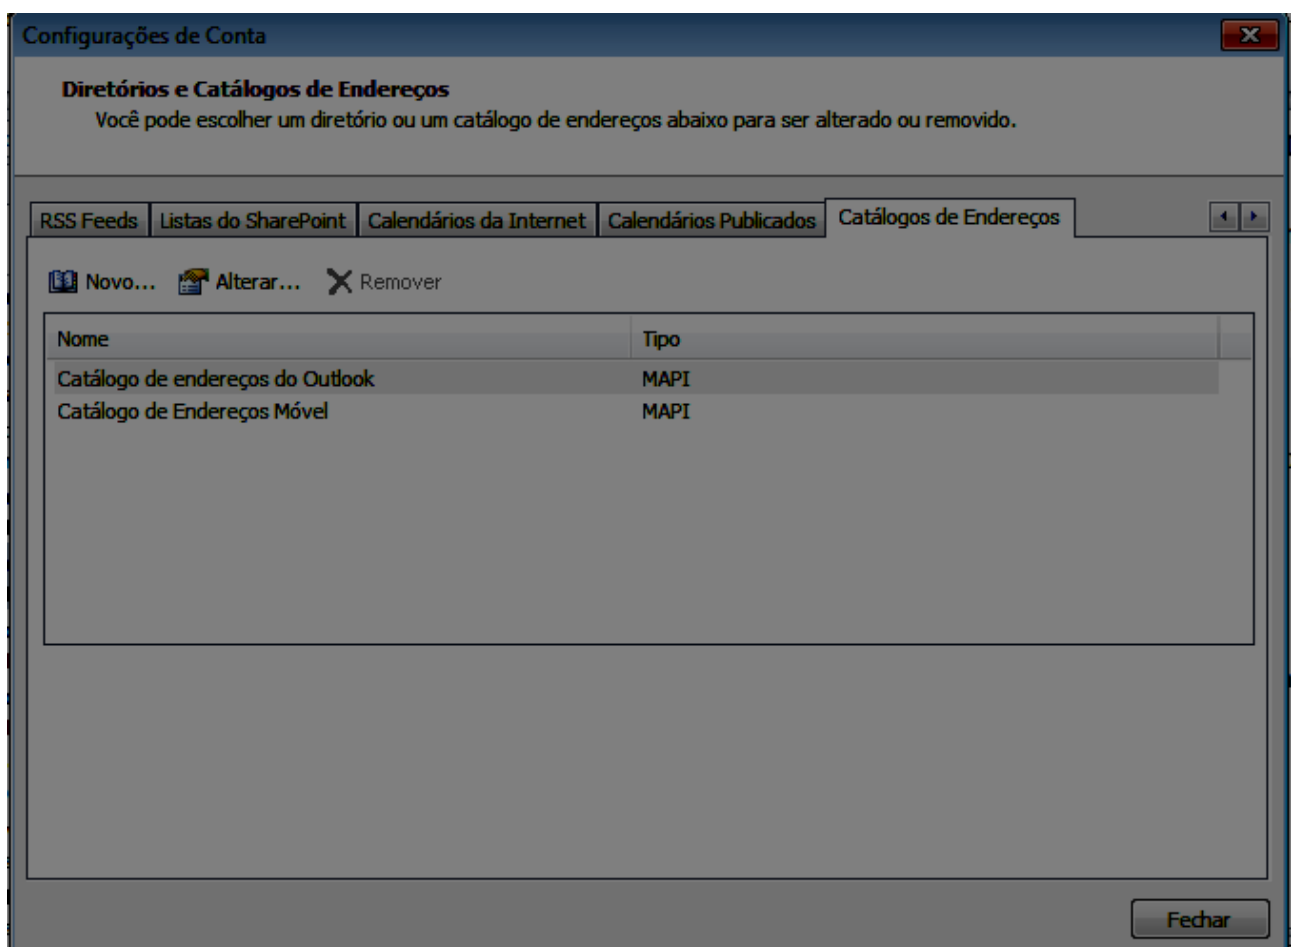 Configurações de Conta
Diretórios e Catálogos de Endereços
Você pode escolher um diretório ou um catálogo de endereços abaixo para ser alterado ou removido.
RSS Feeds Listas do SharePoint Calendários da Internet Calendários Publicados Catálogos de Endereços
Novo... Alterar... Remover
Nome Tipo
Catálogo de endereços do Outlook MAPI
Catálogo de Endereços Móvel MAPI
Fechar